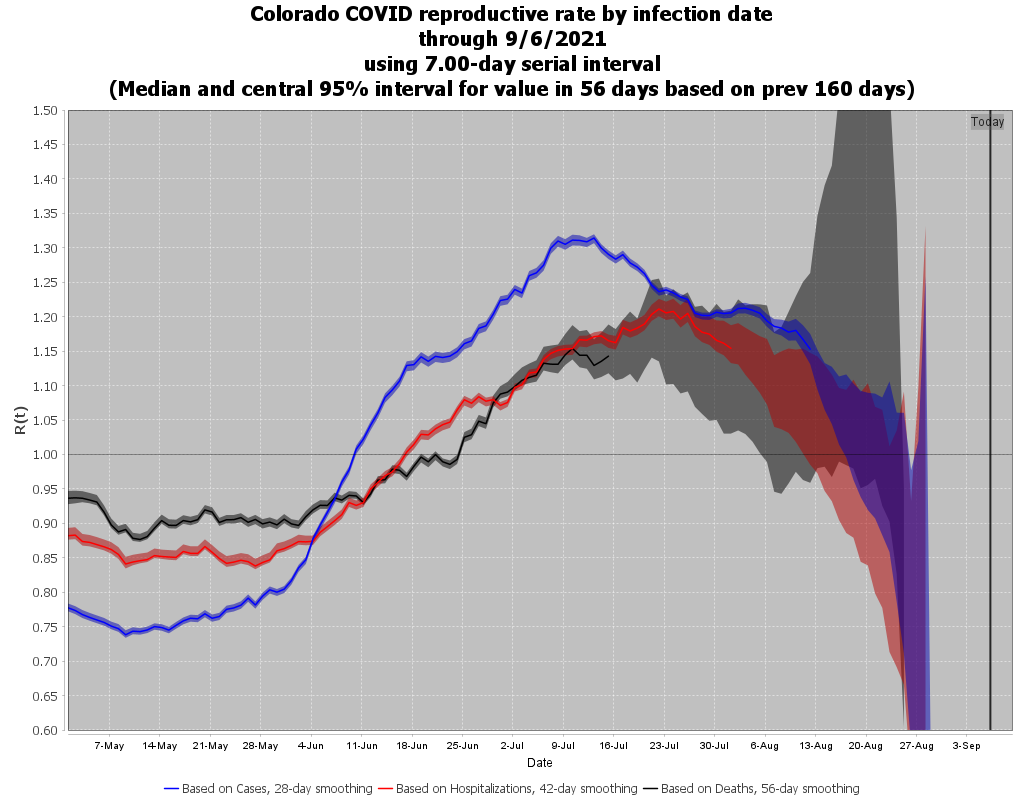 Colorado COVID reproductive rate by infection date
through 9/6/2021
using 7.00-day serial interval
(Median and central 95% interval for value in 56 days based on prev 160 days)
Today
R(t)
1.50
1.45
1.40
1.35
1.30
1.25
1.20
1.15
1.10
1.05
1.00
0.95
0.90
0.85
0.80
0.75
0.70
0.65
0.60
7-May 14-May 21-May 28-May 4-Jun 11-Jun 18-Jun 25-Jun 2-Jul 9-Jul 16-Jul 23-Jul 30-Jul 6-Aug 13-Aug 20-Aug 27-Aug 3-Sep
Date
Based on Cases, 28-day smoothing Based on Hospitalizations, 42-day smoothing Based on Deaths, 56-day smoothing